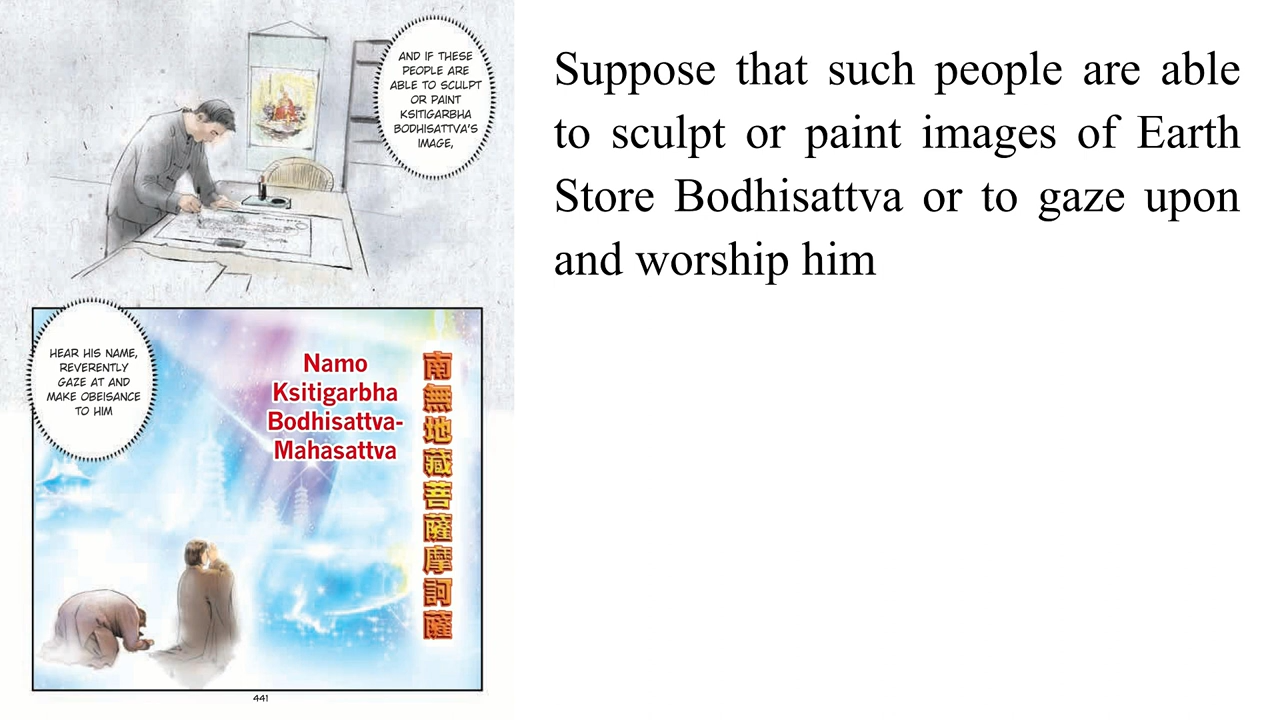 AND IF THESE
PEOPLE ARE
ABLE TO SCULPT
OR PAINT
KSITIGARBHA
BODHISATTVA'S
IMAGE,
HEAR HIS NAME,
REVERENTLY
GAZE AT AND
MAKE OBEISANCE
TO HIM
Namo
Ksitigarbha
Bodhisattva-
Mahasattva
南無地藏菩薩摩訶薩
441
Suppose that such people are able
to sculpt or paint images of Earth
Store Bodhisattva or to gaze upon
and worship him